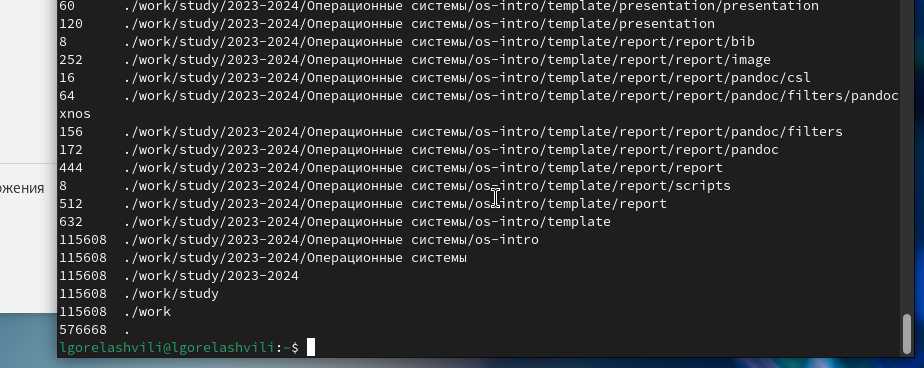 60 ./work/study/2023-2024/Операционные системы/os-intro/template/presentation/presentation
120 ./work/study/2023-2024/Операционные системы/os-intro/template/presentation
8 ./work/study/2023-2024/Операционные системы/os-intro/template/report/report/bib
252 ./work/study/2023-2024/Операционные системы/os-intro/template/report/report/image
16 ./work/study/2023-2024/Операционные системы/os-intro/template/report/report/pandoc/csl
64 ./work/study/2023-2024/Операционные системы/os-intro/template/report/report/pandoc/filters/pandoc
xnos
156 ./work/study/2023-2024/Операционные системы/os-intro/template/report/report/pandoc/filters
172 ./work/study/2023-2024/Операционные системы/os-intro/template/report/report/pandoc
444 ./work/study/2023-2024/Операционные системы/os-intro/template/report/report
ожения
8 ./work/study/2023-2024/Операционные системы/os-intro/template/report/scripts
512 ./work/study/2023-2024/Операционные системы/os-intro/template/report
632 ./work/study/2023-2024/Операционные системы/os-intro/template
115608 ./work/study/2023-2024/Операционные системы/os-intro
115608 ./work/study/2023-2024/Операционные системы
115608 ./work/study/2023-2024
115608 ./work/study
115608 ./work
576668 .
lgorelashvili@lgorelashvili:~$